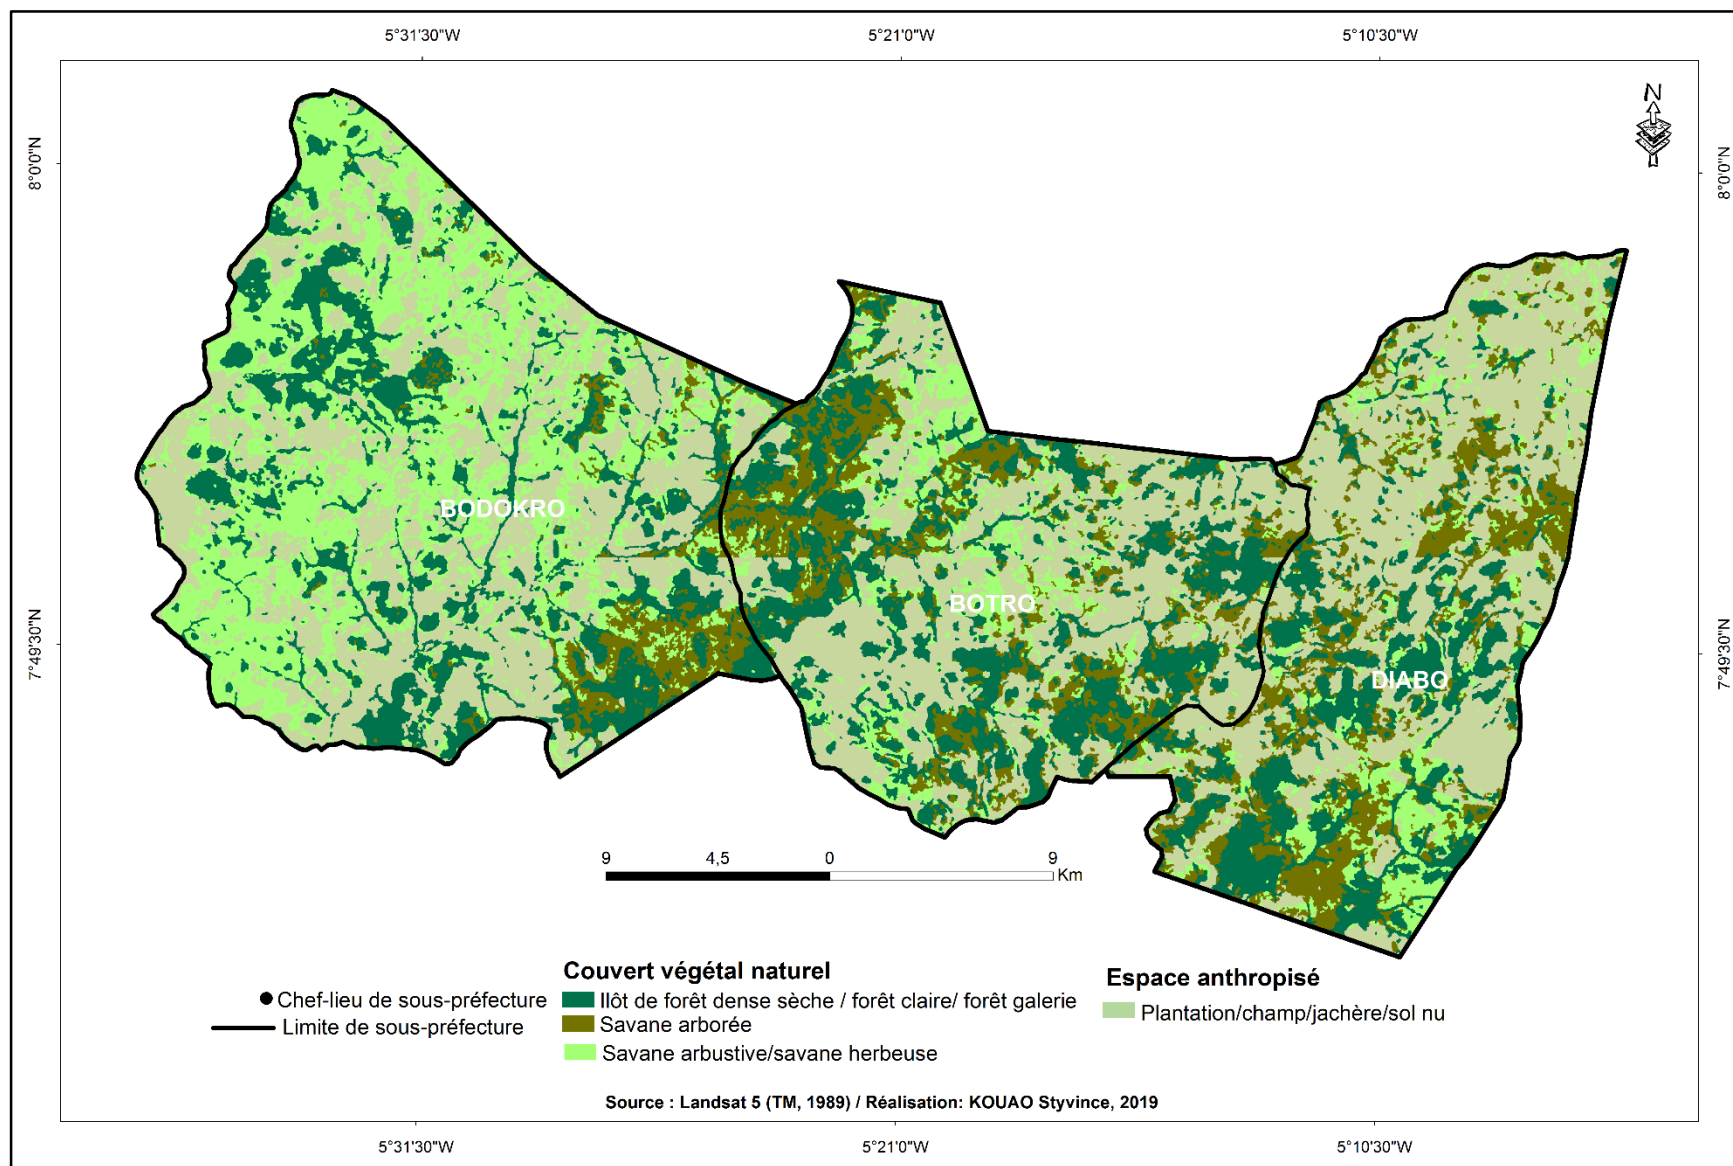 5°31'30"W
5°21'0"W
5°10'30"W
N
8°0'0"N
8°0'0"N
BODOKRO
BOTRO
7°49'30"N
7°49'30"N
DIABO
9
4,5
0
9
Km
Couvert végétal naturel
Espace anthropisé
Chef-lieu de sous-préfecture
Ilôt de forêt dense sèche / forêt claire/ forêt galerie
Plantation/champ/jachère/sol nu
Limite de sous-préfecture
Savane arborée
Savane arbustive/savane herbeuse
Source : Landsat 5 (TM, 1989) / Réalisation: KOUAO Styvince, 2019
5°31'30"W
5°21'0"W
5°10'30"W